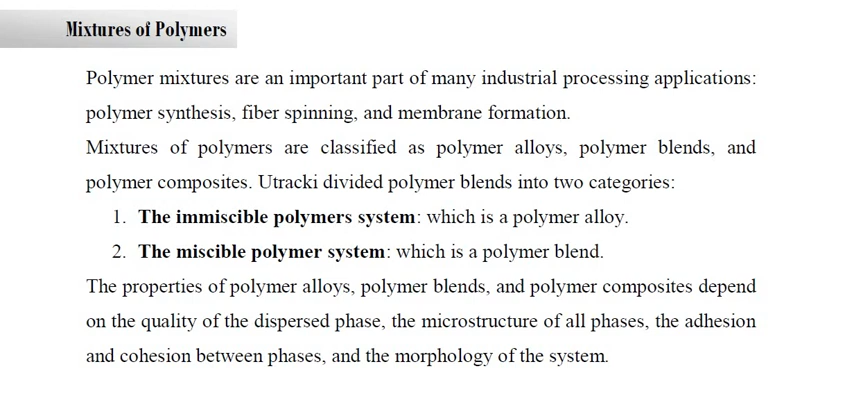 Mixtures of Polymers
Polymer mixtures are an important part of many industrial processing applications:
polymer synthesis, fiber spinning, and membrane formation.
Mixtures of polymers are classified as polymer alloys, polymer blends, and
polymer composites. Utracki divided polymer blends into two categories:
1. The immiscible polymers system: which is a polymer alloy.
2. The miscible polymer system: which is a polymer blend.
The properties of polymer alloys, polymer blends, and polymer composites depend
on the quality of the dispersed phase, the microstructure of all phases, the adhesion
and cohesion between phases, and the morphology of the system.